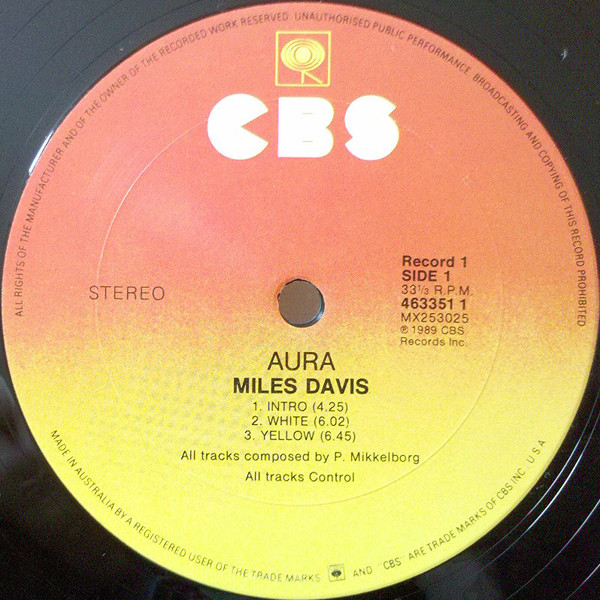 ALL RIGHTS OF THE MANUFACTURER AND OF THE OWNER OF THE RECORDED WORK RESERVED. UNAUTHORISED PUBLIC PERFORMANCE, BROADCASTING AND COPYING OF THIS RECORD PROHIBITED
CBS
STEREO
Record 1
SIDE 1
33⅓ R.P.M.
463351 1
MX253025
℗ 1989 CBS
Records Inc.
AURA
MILES DAVIS
1. INTRO (4.25)
2. WHITE (6.02)
3. YELLOW (6.45)
All tracks composed by P. Mikkelborg
All tracks Control
MADE IN AUSTRALIA BY A REGISTERED USER OF THE TRADE MARKS AND "CBS" ARE TRADE MARKS OF CBS INC. U S A